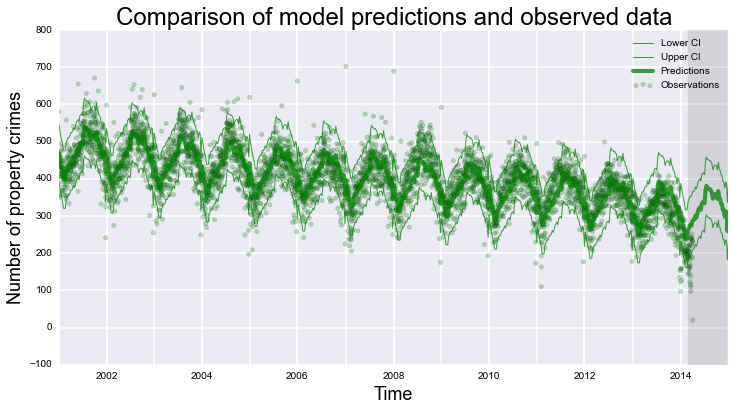 Comparison of model predictions and observed data
800
700
600
500
400
300
200
100
0
−100
Number of property crimes
Lower CI
Upper CI
Predictions
Observations
2002 2004 2006 2008 2010 2012 2014
Time